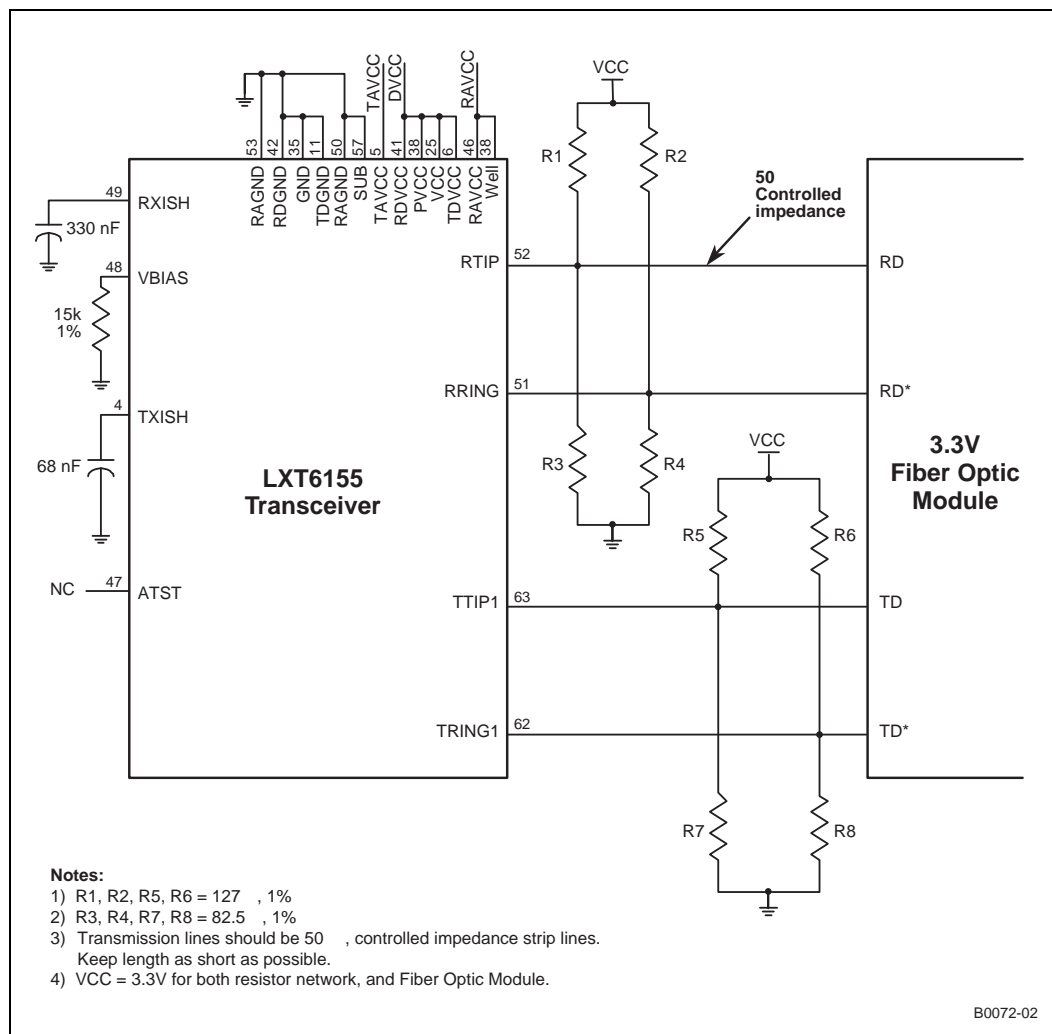 TAVCC
DVCC
RAVCC
VCC
53
42
35
11
50
57
5
41
38
25
6
46
38
RAGND
RDGND
GND
TDGND
RAGND
SUB
TAVCC
RDVCC
PVCC
VCC
TDVCC
RAVCC
Well
R1
R2
49
RXISH
330 nF
50
Controlled
impedance
RTIP
52
RD
48
VBIAS
15k
1%
RRING
51
RD*
4
TXISH
68 nF
R3
R4
VCC
LXT6155
Transceiver
3.3V
Fiber Optic
Module
R5
R6
NC
47
ATST
TTIP1
63
TD
TRING1
62
TD*
R7
R8
Notes:
1) R1, R2, R5, R6 = 127 , 1%
2) R3, R4, R7, R8 = 82.5 , 1%
3) Transmission lines should be 50 , controlled impedance strip lines.
Keep length as short as possible.
4) VCC = 3.3V for both resistor network, and Fiber Optic Module.
B0072-02